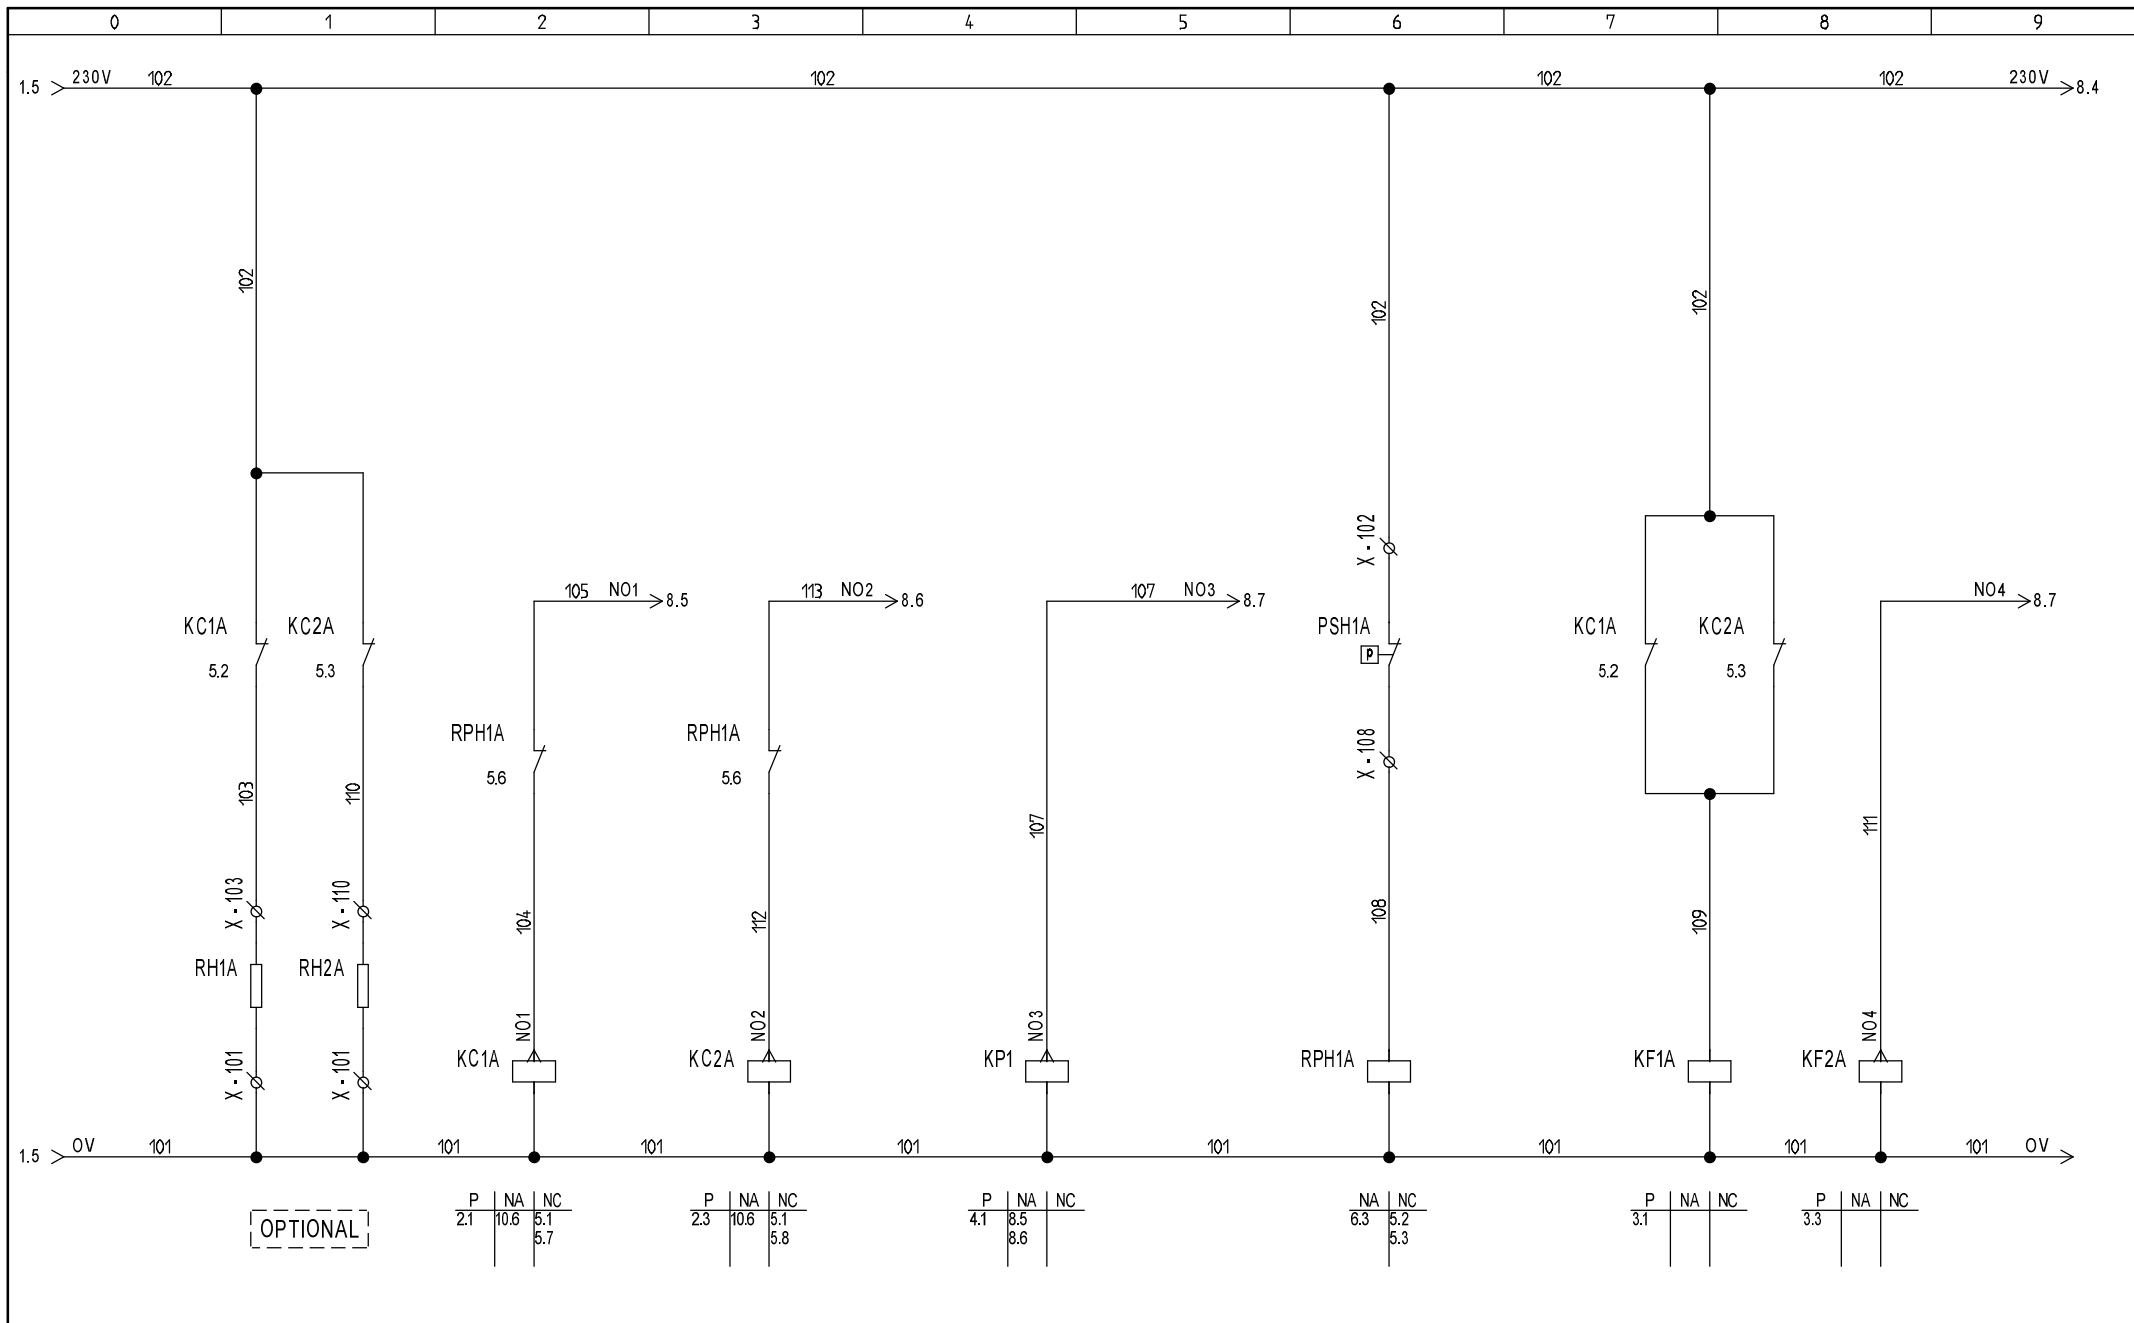 0 1 2 3 4 5 6 7 8 9
1.5 230V 102 102 102 102 230V 8.4
102
102
102
X-102
105 NO1 8.5
113 NO2 8.6
107 NO3 8.7
NO4 8.7
KC1A KC2A PSH1A KC1A KC2A
P
5.2 5.3 5.2 5.3
RPH1A RPH1A
X-108
5.6 5.6
103 110 107 111
X-103 X-110 104 112 108 109
RH1A RH2A
NO1 NO2 NO3 NO4
X-101 X-101 KC1A KC2A KP1 RPH1A KF1A KF2A
1.5 0V 101 101 101 101 101 101 101 101 0V
P NA NC P NA NC P NA NC NA NC P NA NC P NA NC
2.1 10.6 5.1 2.3 10.6 5.1 4.1 8.5 6.3 5.2 3.1 3.3
OPTIONAL
5.7 5.8 8.6 5.3